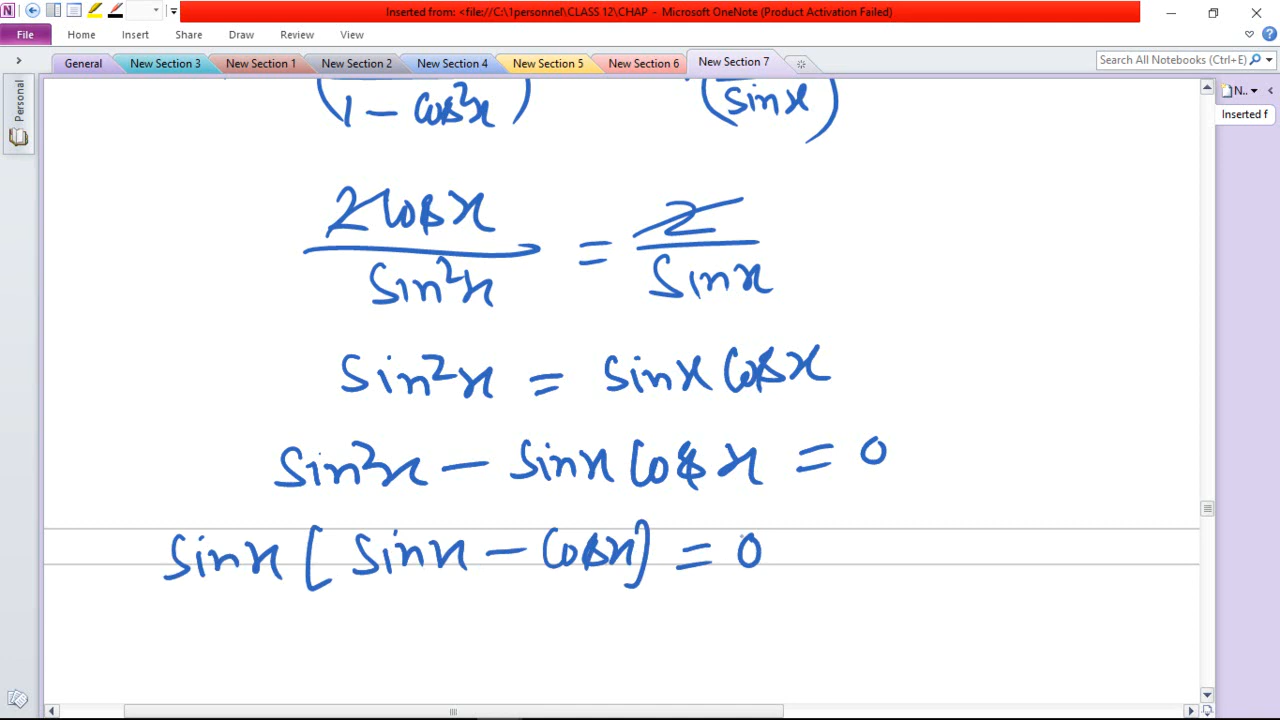 Inserted from: <file://C:\1personnel\CLASS 12\CHAP - Microsoft OneNote (Product Activation Failed)
File Home Insert Share Draw Review View
General New Section 3 New Section 1 New Section 2 New Section 4 New Section 5 New Section 6 New Section 7 Search All Notebooks (Ctrl+E)
Personal
N..
Inserted f
(1 - cos²x) (sinx)
2cosx / sin²x = 2 / sinx
sin²x = sinx cosx
sin²x - sinx cosx = 0
sinx [ sinx - cosx] = 0